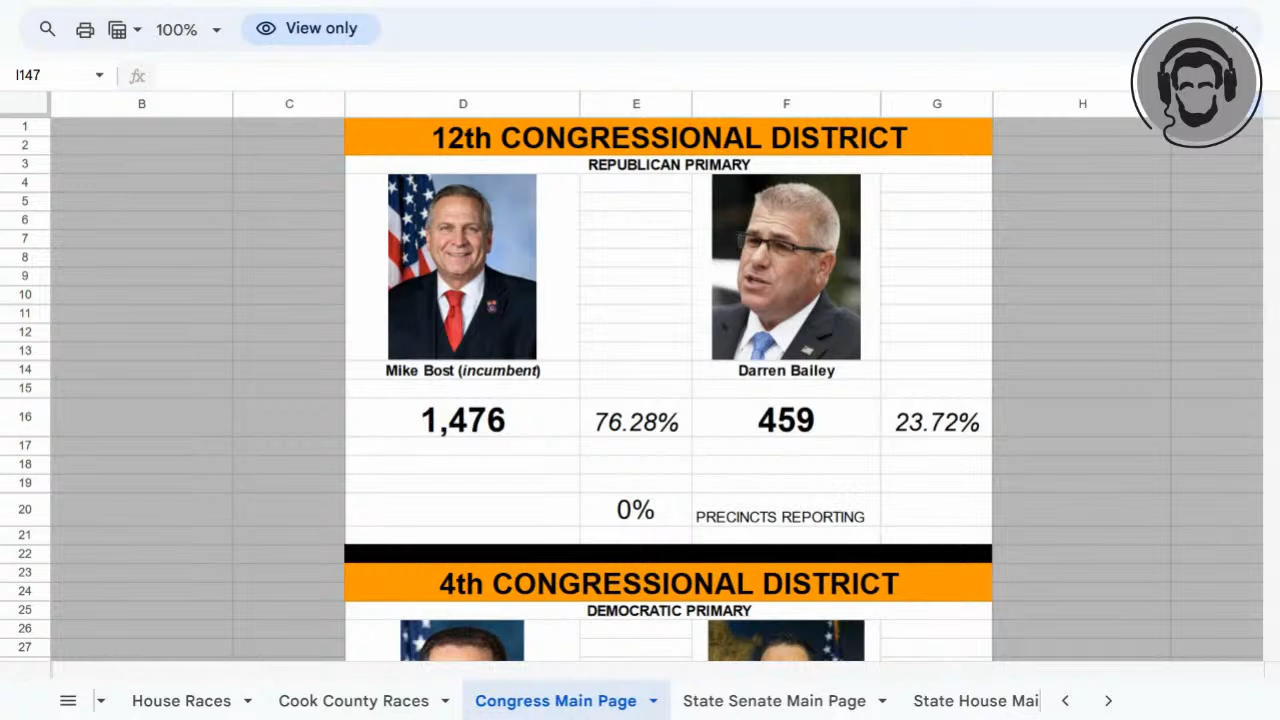 100%
View only
I147
fx
B C D E F G H
1
12th CONGRESSIONAL DISTRICT
2
3 REPUBLICAN PRIMARY
4
5
6
7
8
9
10
11
12
13
14 Mike Bost (incumbent) Darren Bailey
15
16 1,476 76.28% 459 23.72%
17
18
19
20 0% PRECINCTS REPORTING
21
22
23
4th CONGRESSIONAL DISTRICT
24
25 DEMOCRATIC PRIMARY
26
27
House Races Cook County Races Congress Main Page State Senate Main Page State House Mai